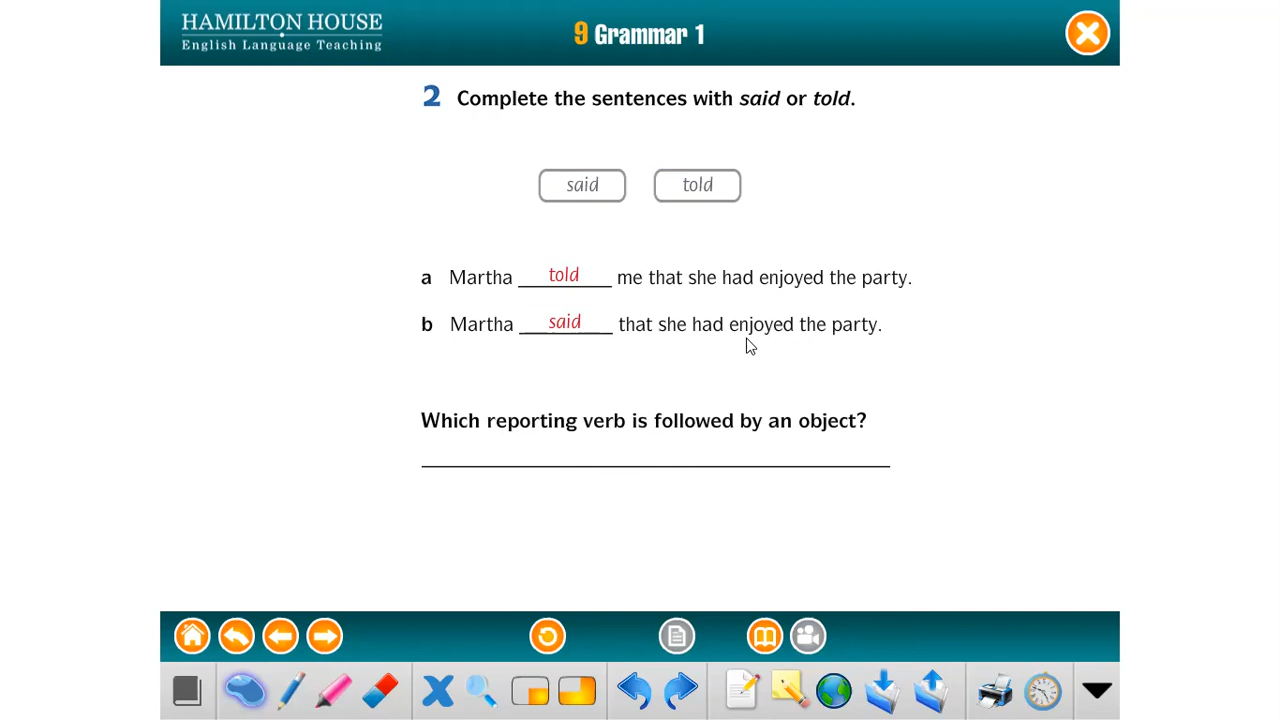 HAMILTON HOUSE
English Language Teaching
9 Grammar 1
2 Complete the sentences with said or told.
said told
a Martha told me that she had enjoyed the party.
b Martha said that she had enjoyed the party.
Which reporting verb is followed by an object?